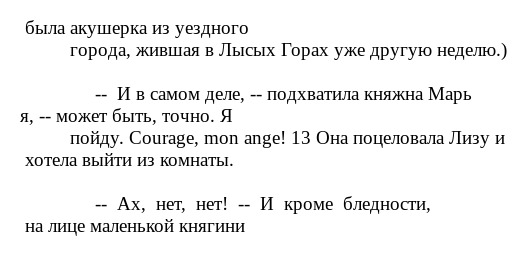 была акушерка из уездного
города, жившая в Лысых Горах уже другую неделю.)
-- И в самом деле, -- подхватила княжна Марь
я, -- может быть, точно. Я
пойду. Courage, mon ange! 13 Она поцеловала Лизу и
хотела выйти из комнаты.
-- Ах, нет, нет! -- И кроме бледности,
на лице маленькой княгини